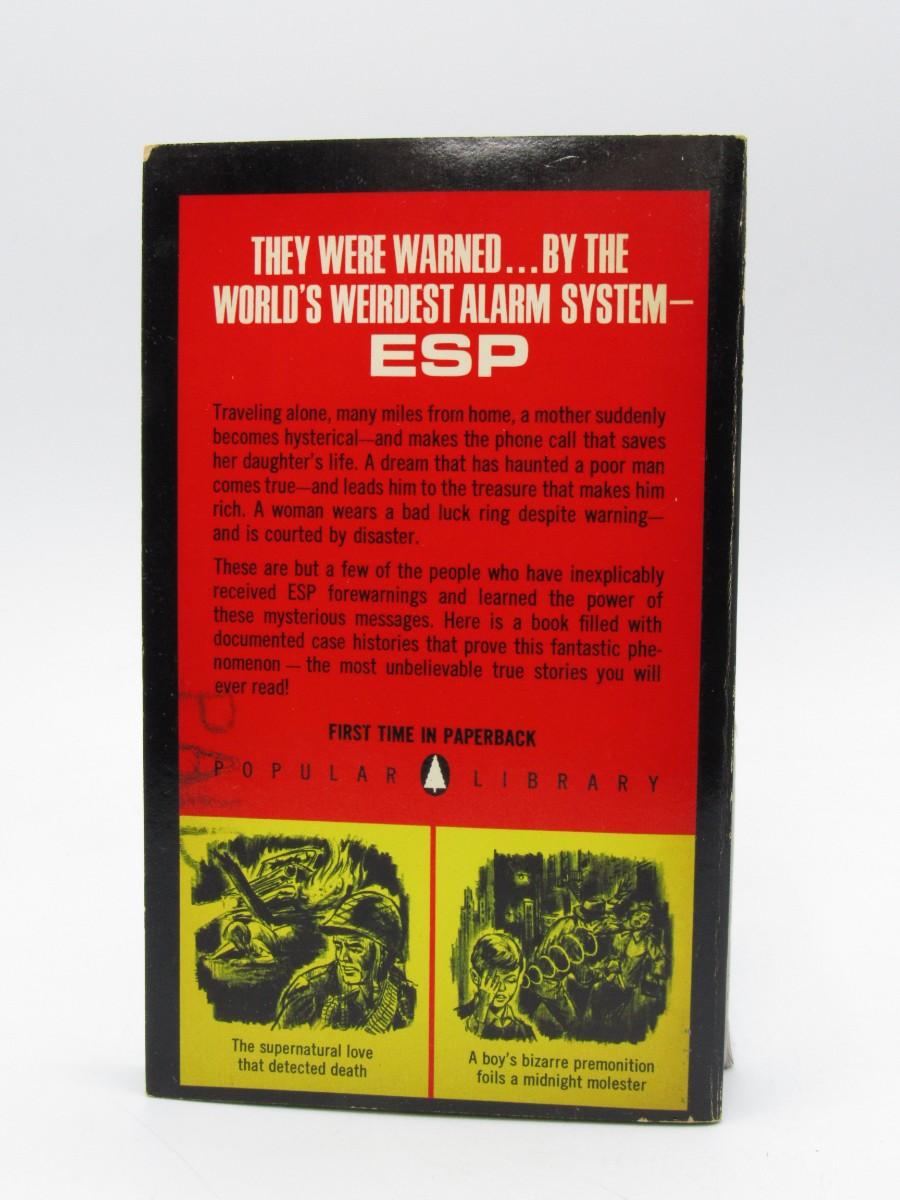 THEY WERE WARNED...BY THE
WORLD'S WEIRDEST ALARM SYSTEM—
ESP
Traveling alone, many miles from home, a mother suddenly
becomes hysterical—and makes the phone call that saves
her daughter's life. A dream that has haunted a poor man
comes true—and leads him to the treasure that makes him
rich. A woman wears a bad luck ring despite warning—
and is courted by disaster.
These are but a few of the people who have inexplicably
received ESP forewarnings and learned the power of
these mysterious messages. Here is a book filled with
documented case histories that prove this fantastic phe-
nomenon — the most unbelievable true stories you will
ever read!
FIRST TIME IN PAPERBACK
POPULAR LIBRARY
The supernatural love
that detected death
A boy's bizarre premonition
foils a midnight molester